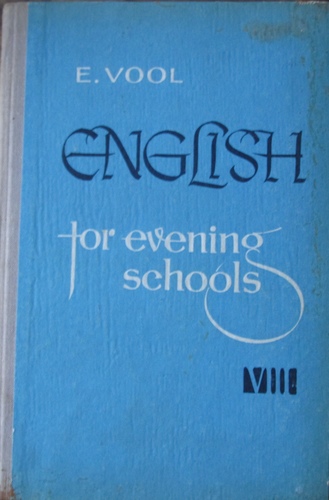 E. VOOL
ENGLISH
for evening
schools
VIII